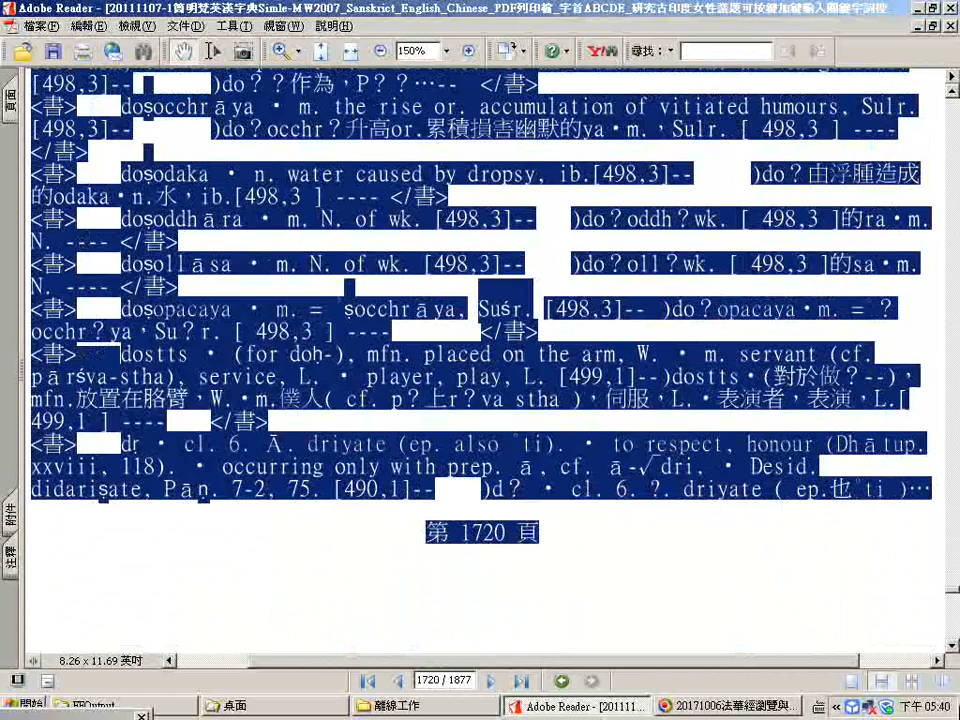 Adobe Reader - [20111107-1簡明梵英漢字典Simle-MW2007_Sanskrict_English_Chinese_PDF列印檔_字首ABCDE_研究古印度女性議題可按
檔案(F) 編輯(E) 檢視(V) 文件(D) 工具(T) 視窗(W) 說明(H)
150% 尋找：
頁面
[498,3]-- )do？？作為，P？？…-- </書>
<書> doṣocchrāya • m. the rise or. accumulation of vitiated humours, Suśr.
[498,3]-- )do？occhr？升高or.累積損害幽默的ya•m.，Suśr. [ 498,3 ] ----
</書>
<書> doṣodaka • n. water caused by dropsy, ib.[498,3]-- )do？由浮腫造成
的odaka•n.水，ib.[498,3 ] ---- </書>
<書> doṣoddhāra • m. N. of wk. [498,3]-- )do？oddh？wk. [ 498,3 ]的ra•m.
N. ---- </書>
<書> doṣollāsa • m. N. of wk. [498,3]-- )do？oll？wk. [ 498,3 ]的sa•m.
N. ---- </書>
<書> doṣopacaya • m. = °ṣocchrāya, Suśr. [498,3]-- )do？opacaya•m. = °？
occhr？ya，Su？r. [ 498,3 ] ---- </書>
<書> dostts • (for doḥ-), mfn. placed on the arm, W. • m. servant (cf.
pārśva-stha), service, L. • player, play, L. [499,1]--)dostts•(對於做？--)，
mfn.放置在胳臂，W.•m.僕人( cf. p？上r？va stha )，伺服，L.•表演者，表演，L.[
499,1 ] ---- </書>
<書> dṛ • cl. 6. Ā. driyate (ep. also °ti). • to respect, honour (Dhātup.
xxviii, 118). • occurring only with prep. ā, cf. ā-√dri, • Desid.
didariṣate, Pāṇ. 7-2, 75. [490,1]-- )d？ • cl. 6. ？. driyate ( ep.也°ti )…
第 1720 頁
附件
注釋
8.26 x 11.69 英吋
1720 / 1877
開始 FFOutput 桌面 離線工作 Adobe Reader - [201111... 20171006法華經瀏覽與... 下午 05:40